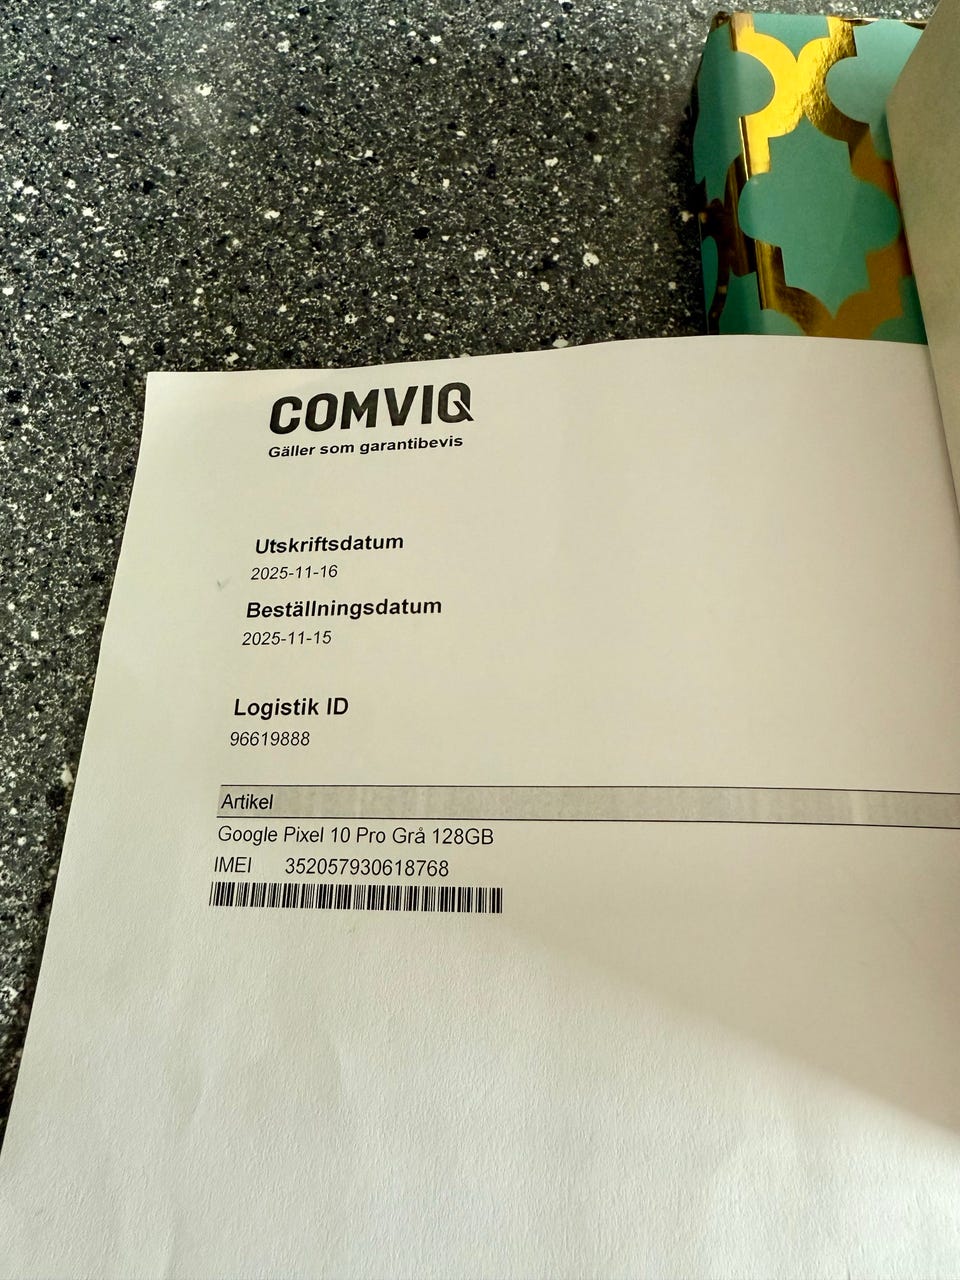 COMVIQ
Gäller som garantibevis
Utskriftsdatum
2025-11-16
Beställningsdatum
2025-11-15
Logistik ID
96619888
Artikel
Google Pixel 10 Pro Grå 128GB
IMEI 352057930618768